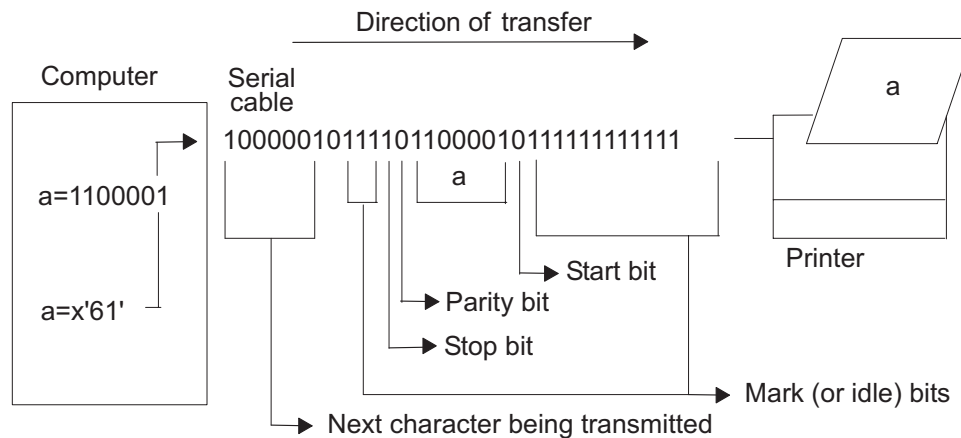 Direction of transfer
Computer
Serial
cable
a
100000101111011000010111111111111
a
a=1100001
Start bit
Printer
a=x'61'
Parity bit
Stop bit
Mark (or idle) bits
Next character being transmitted